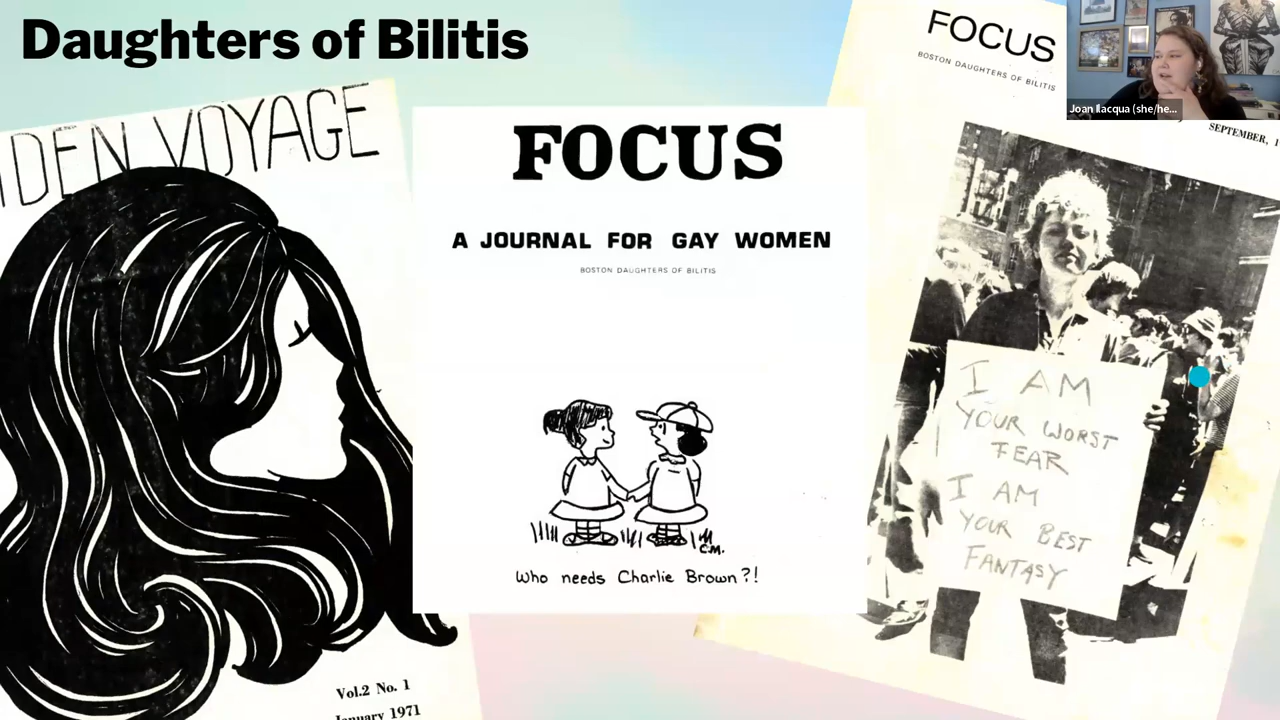 Daughters of Bilitis
DEN VOYAGE
Vol.2 No. 1
January 1971
FOCUS
A JOURNAL FOR GAY WOMEN
BOSTON DAUGHTERS OF BILITIS
C.M.
Who needs Charlie Brown?!
FOCUS
BOSTON DAUGHTERS OF BILITIS
SEPTEMBER, 1
I AM
YOUR WORST
FEAR
I AM
YOUR BEST
FANTASY
Joan Ilacqua (she/he...